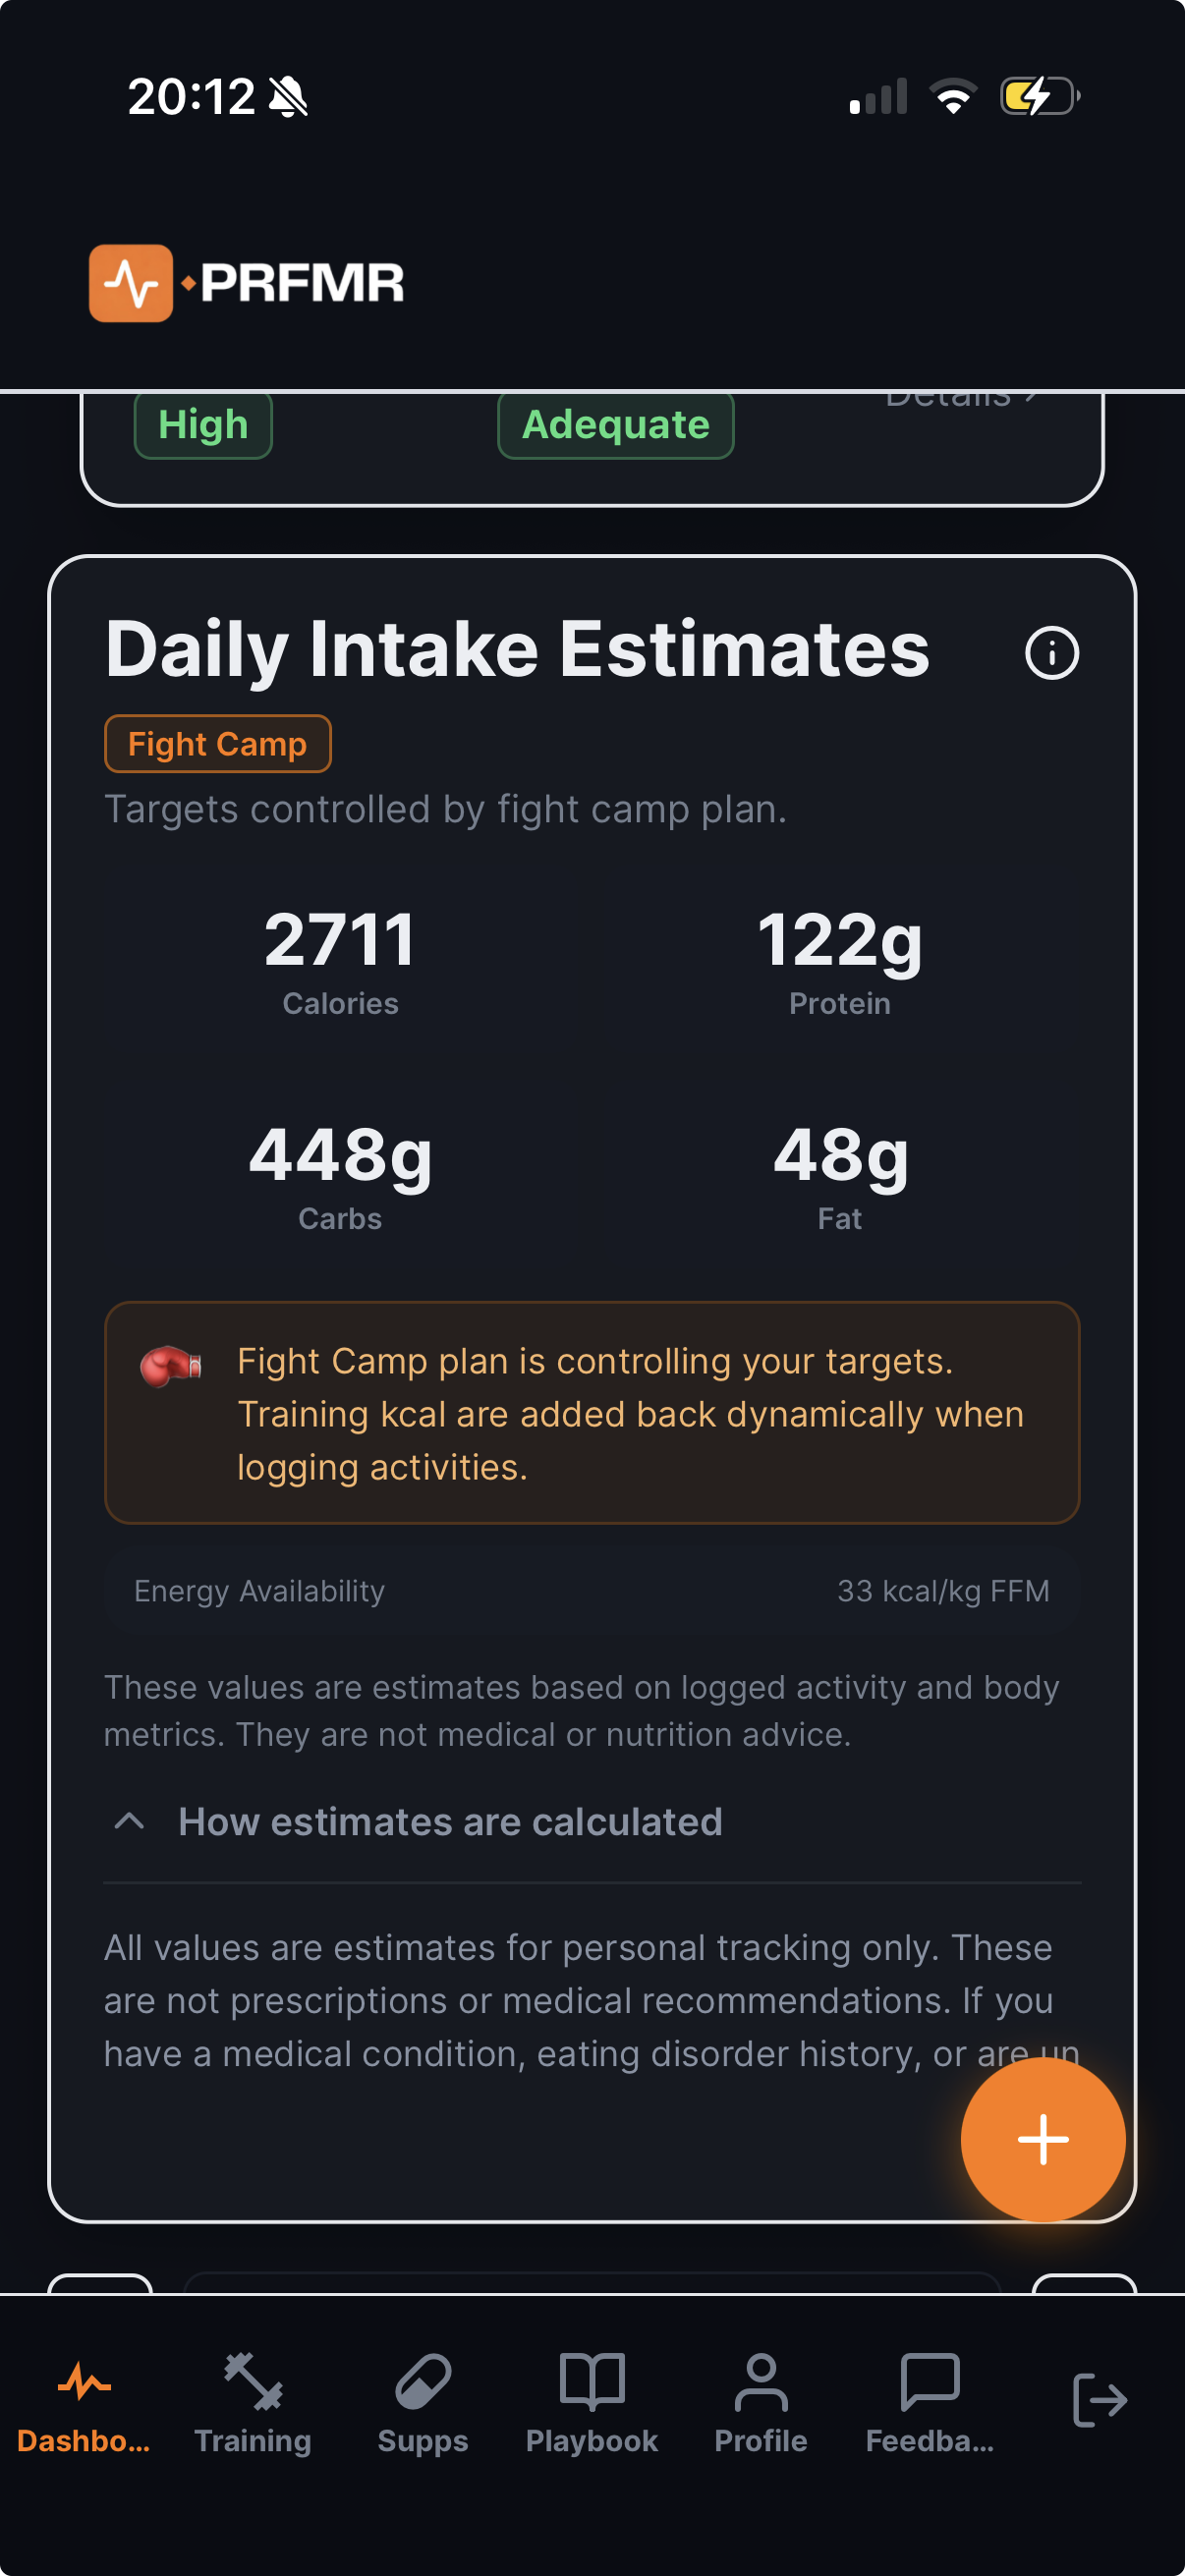 20:12
PRFMR
Details
High
Adequate
Daily Intake Estimates
Fight Camp
Targets controlled by fight camp plan.
2711
Calories
122g
Protein
448g
Carbs
48g
Fat
Fight Camp plan is controlling your targets.
Training kcal are added back dynamically when
logging activities.
Energy Availability
33 kcal/kg FFM
These values are estimates based on logged activity and body
metrics. They are not medical or nutrition advice.
How estimates are calculated
All values are estimates for personal tracking only. These
are not prescriptions or medical recommendations. If you
have a medical condition, eating disorder history, or are un
Dashbo...
Training
Supps
Playbook
Profile
Feedba...